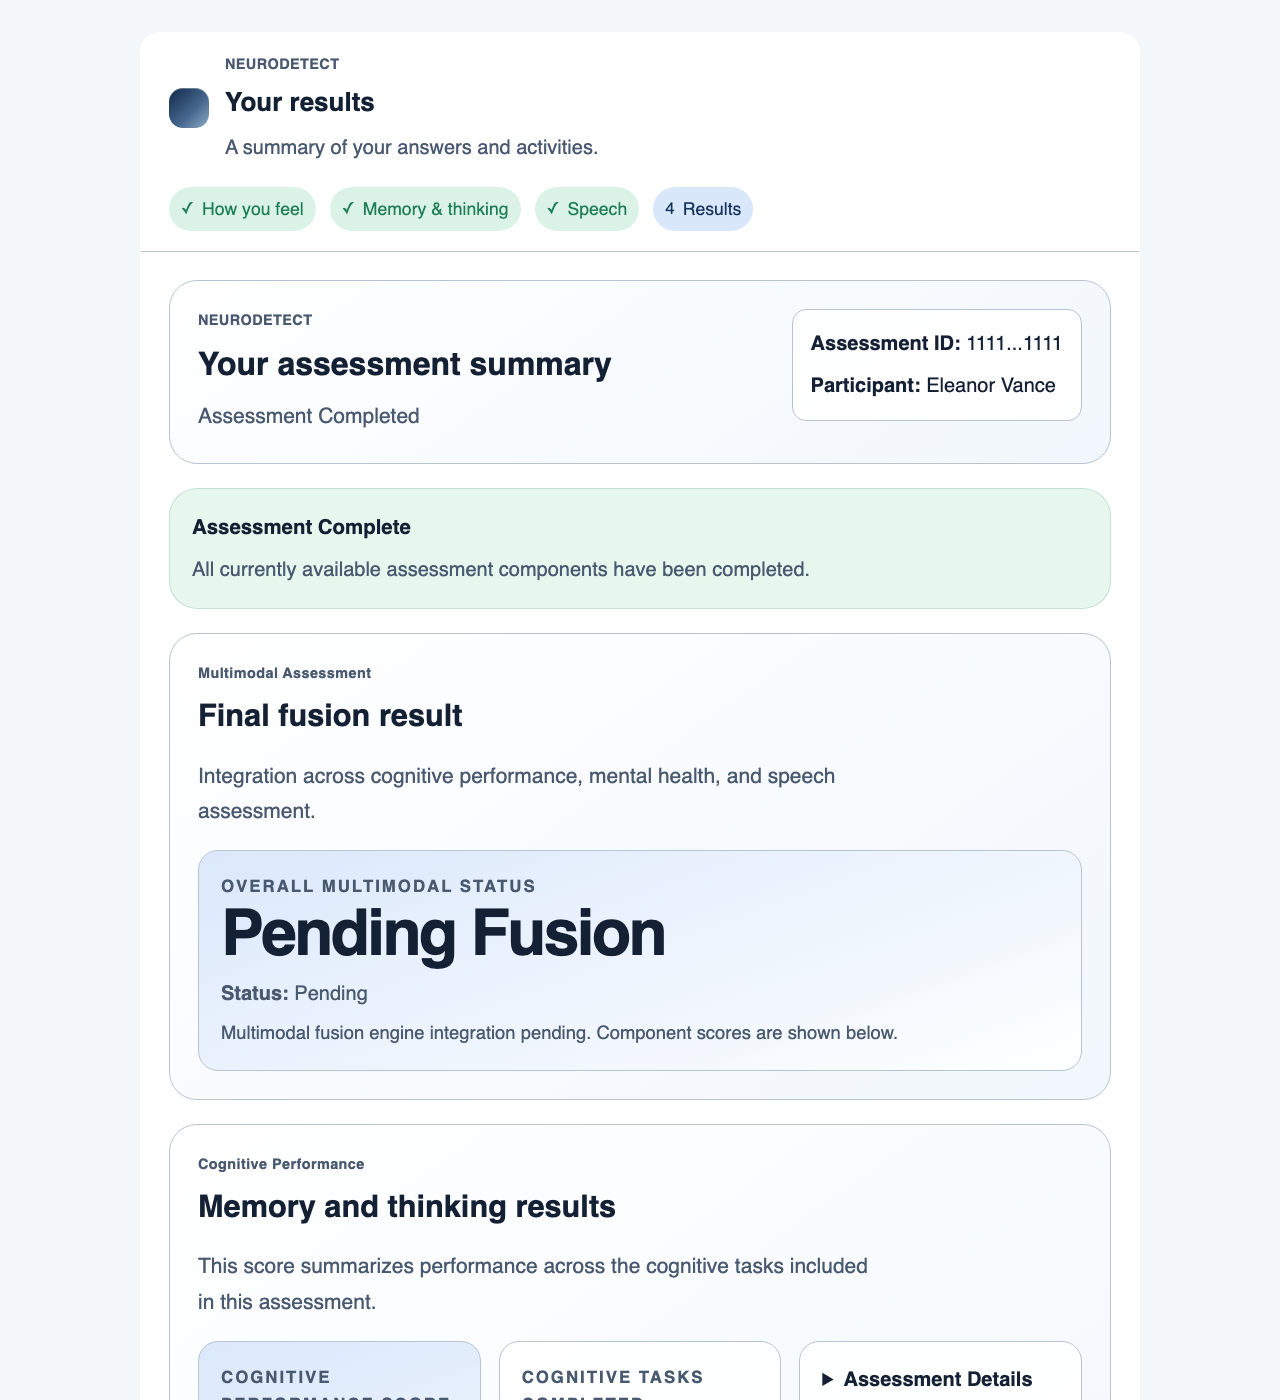 NEURODETECT
Your results
A summary of your answers and activities.
✓ How you feel
✓ Memory & thinking
✓ Speech
4 Results
NEURODETECT
Your assessment summary
Assessment Completed
Assessment ID: 1111...1111
Participant: Eleanor Vance
Assessment Complete
All currently available assessment components have been completed.
Multimodal Assessment
Final fusion result
Integration across cognitive performance, mental health, and speech
assessment.
OVERALL MULTIMODAL STATUS
Pending Fusion
Status: Pending
Multimodal fusion engine integration pending. Component scores are shown below.
Cognitive Performance
Memory and thinking results
This score summarizes performance across the cognitive tasks included
in this assessment.
COGNITIVE
PERFORMANCE SCORE
COGNITIVE TASKS
COMPLETED
▶ Assessment Details